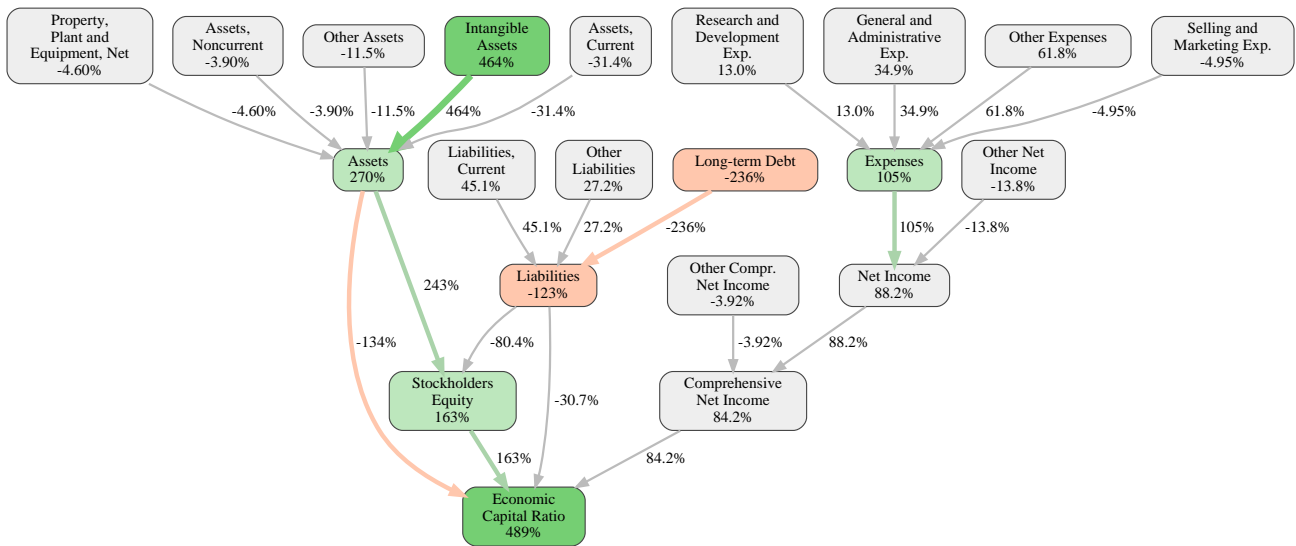 Property,
Plant and
Equipment, Net
-4.60%
Assets,
Noncurrent
-3.90%
Other Assets
-11.5%
Intangible
Assets
464%
Assets,
Current
-31.4%
Research and
Development
Exp.
13.0%
General and
Administrative
Exp.
34.9%
Other Expenses
61.8%
Selling and
Marketing Exp.
-4.95%
-4.60%
-3.90%
-11.5%
464%
-31.4%
13.0%
34.9%
61.8%
-4.95%
Assets
270%
Liabilities,
Current
45.1%
Other
Liabilities
27.2%
Long-term Debt
-236%
Expenses
105%
Other Net
Income
-13.8%
45.1%
27.2%
-236%
105%
-13.8%
Liabilities
-123%
Other Compr.
Net Income
-3.92%
Net Income
88.2%
243%
-134%
-80.4%
-3.92%
88.2%
Stockholders
Equity
163%
-30.7%
Comprehensive
Net Income
84.2%
163%
84.2%
Economic
Capital Ratio
489%